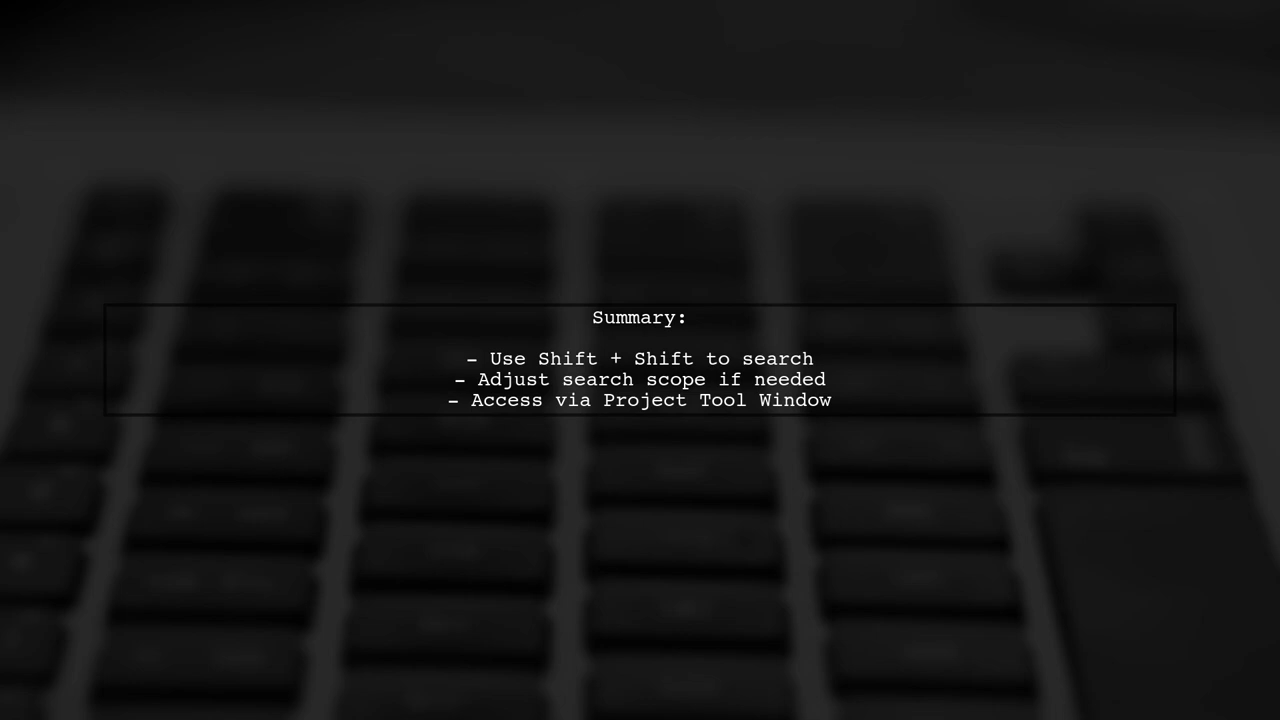 Summary:
- Use Shift + Shift to search
- Adjust search scope if needed
- Access via Project Tool Window